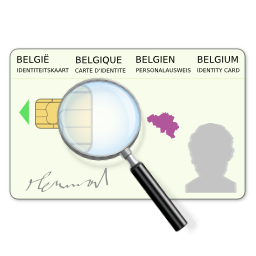 BELGIË BELGIQUE BELGIEN BELGIUM
IDENTITEITSKAART CARTE D'IDENTITE PERSONALAUSWEIS IDENTITY CARD